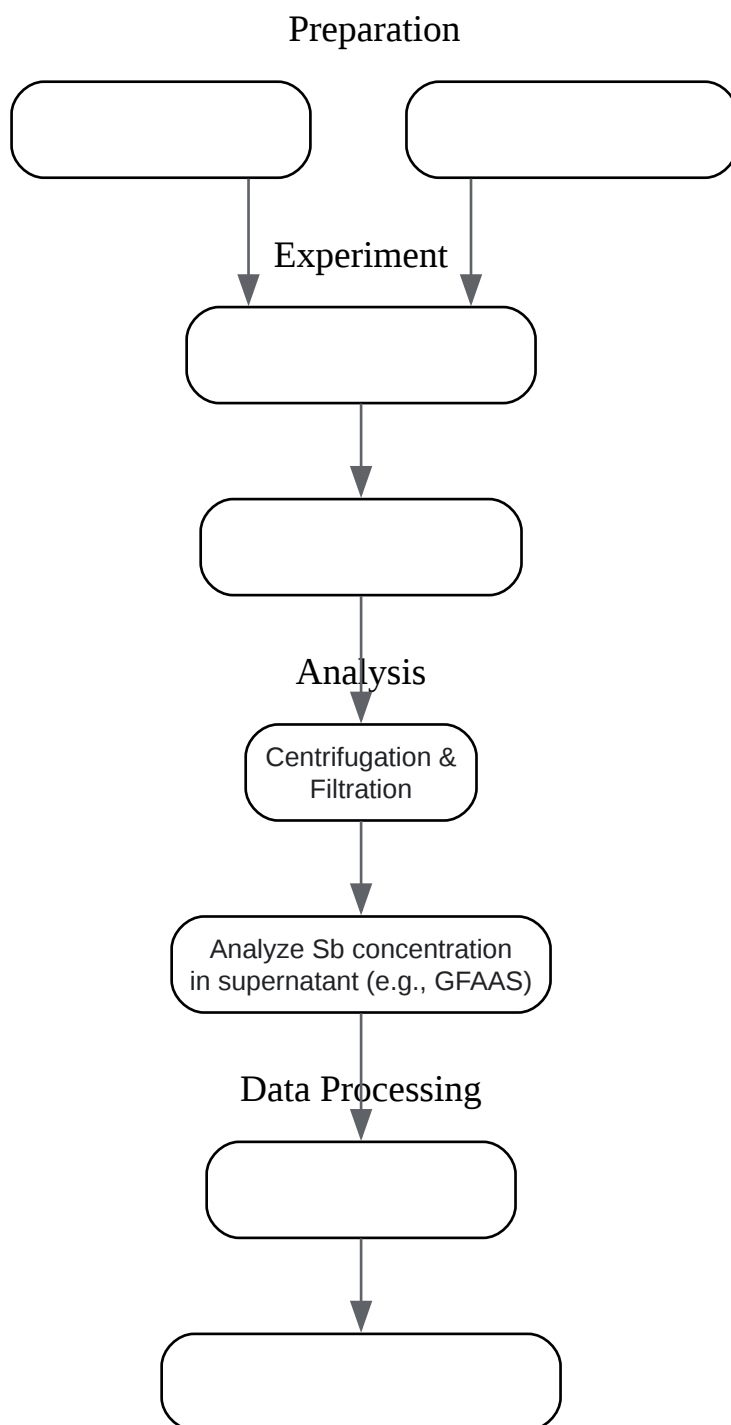 Preparation
Experiment
Analysis
Centrifugation &
Filtration
Analyze Sb concentration
in supernatant (e.g., GFAAS)
Data Processing